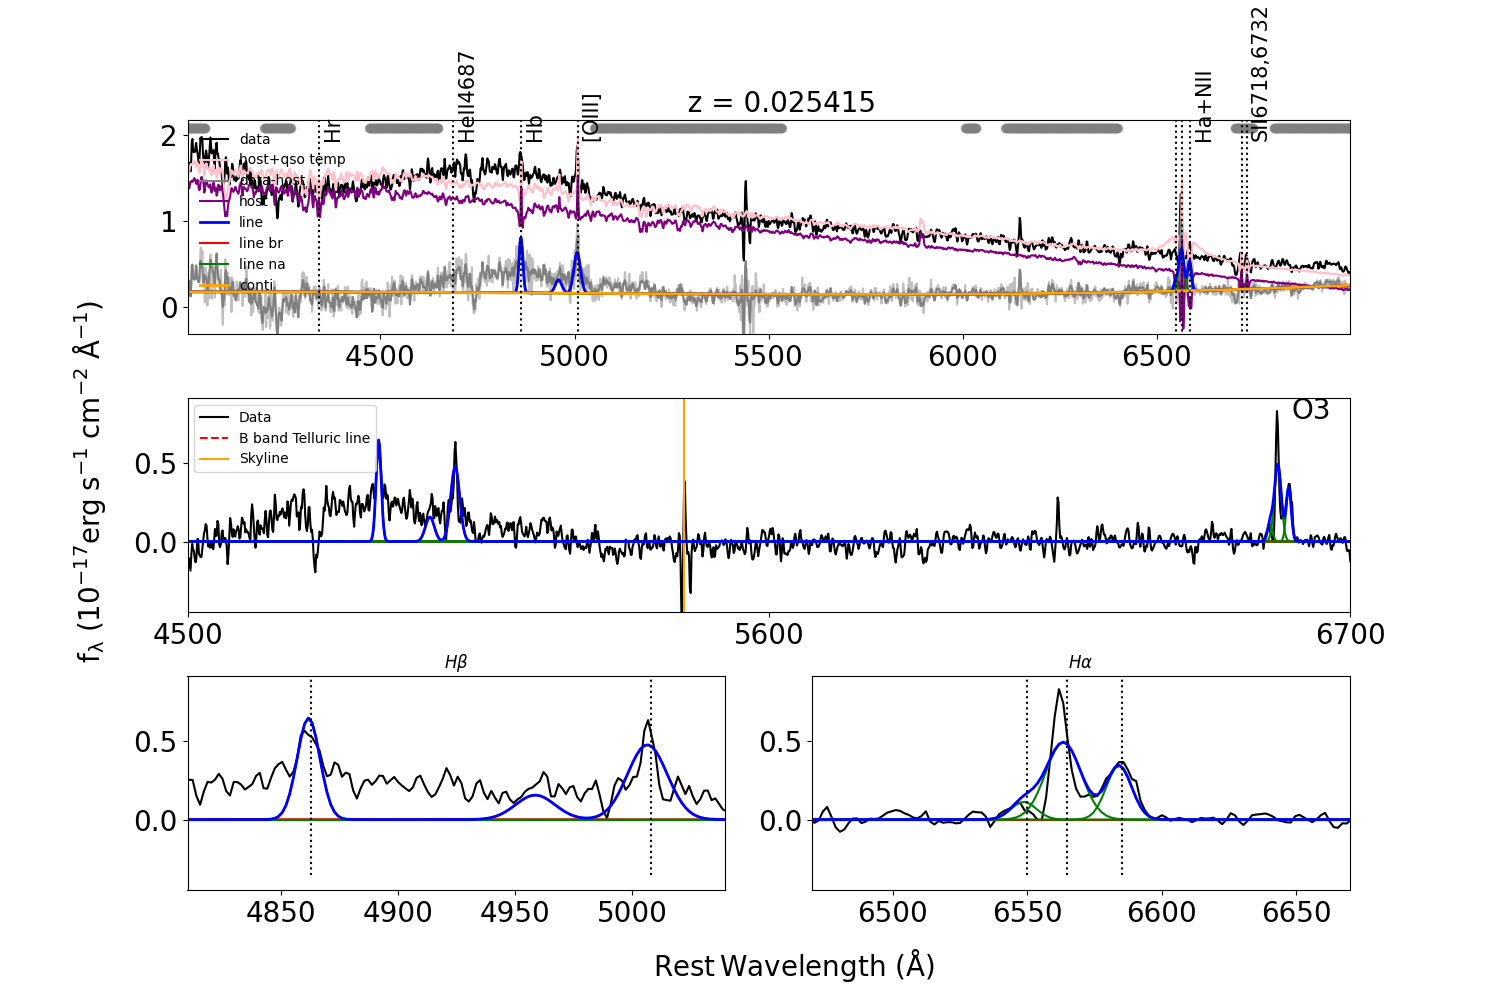 z = 0.025415
Hr
HeII4687
Hb
[OIII]
Ha+NII
SII6718,6732
data
host+qso temp
data-host
host
line
line br
line na
conti
2
1
0
4500
5000
5500
6000
6500
f_λ (10⁻¹⁷erg s⁻¹ cm⁻² Å⁻¹)
Data
B band Telluric line
Skyline
O3
0.5
0.0
4500
5600
6700
Hβ
0.5
0.0
4850
4900
4950
5000
Hα
0.5
0.0
6500
6550
6600
6650
Rest Wavelength (Å)